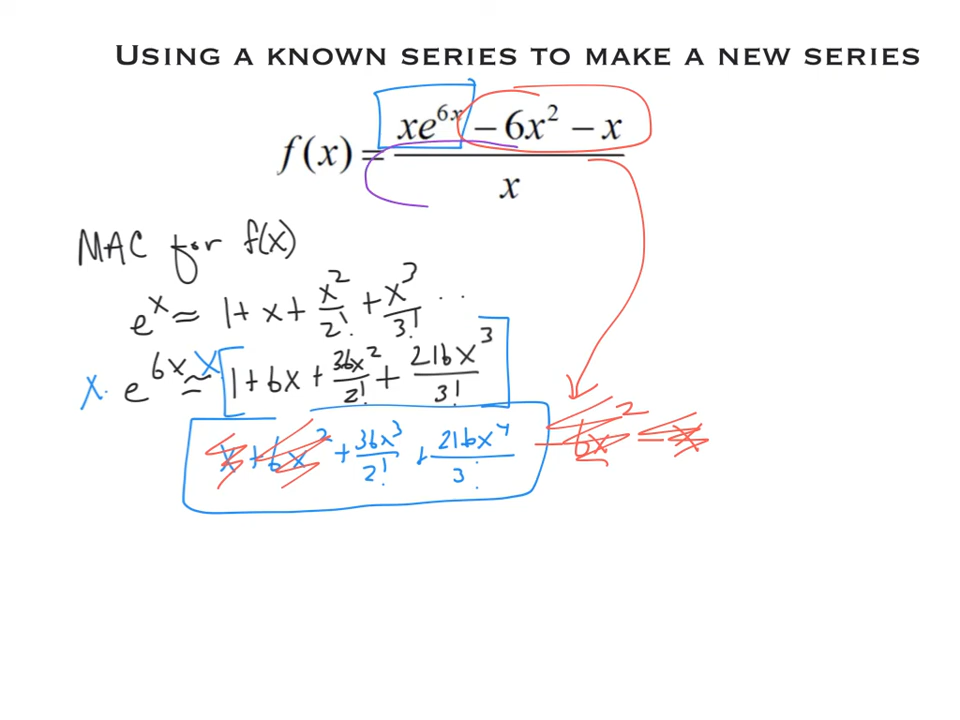 USING A KNOWN SERIES TO MAKE A NEW SERIES
f(x) = (xe^{6x} − 6x² − x) / x
MAC for f(x)
e^x ≈ 1 + x + x²/2! + x³/3! ...
x · e^{6x} ≈ x [1 + 6x + 36x²/2! + 216x³/3!]
x + 6x² + 36x³/2! + 216x⁴/3! − 6x² − x